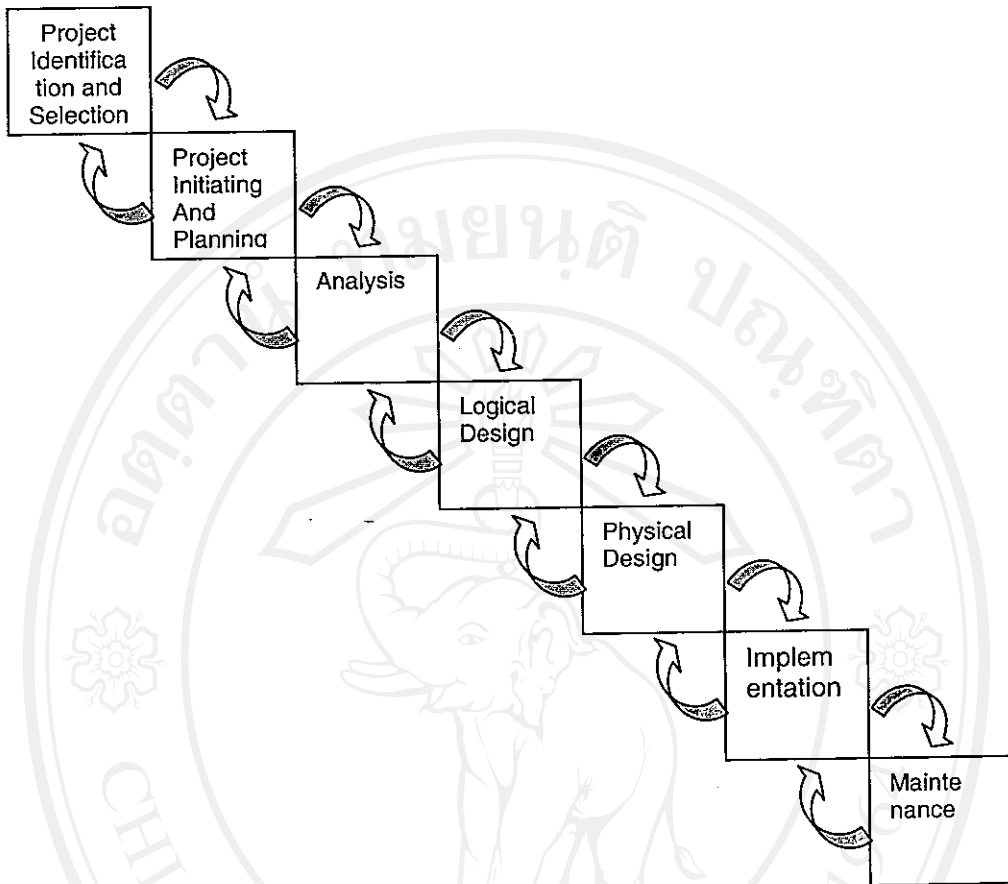 Project
Identifica
tion and
Selection
Project
Initiating
And
Planning
Analysis
Logical
Design
Physical
Design
Implem
entation
Mainte
nance